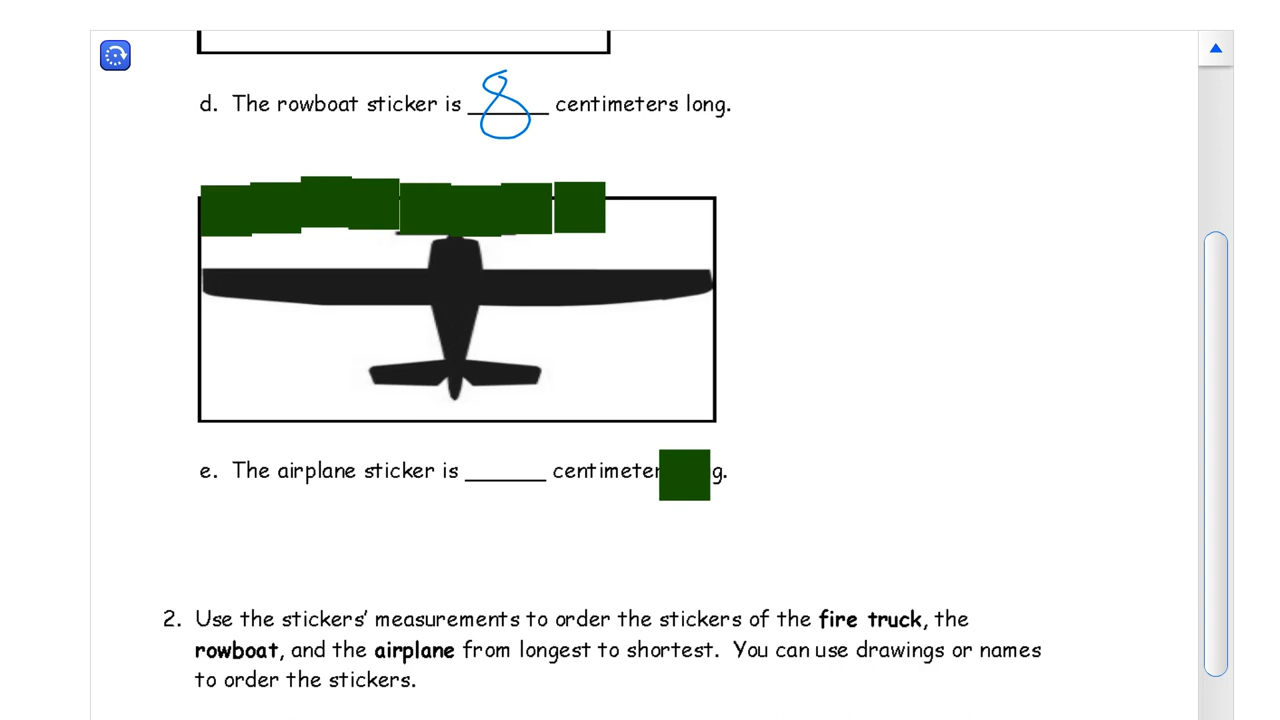 d. The rowboat sticker is 8 centimeters long.
e. The airplane sticker is ______ centimeter g.
2. Use the stickers' measurements to order the stickers of the fire truck, the
rowboat, and the airplane from longest to shortest. You can use drawings or names
to order the stickers.